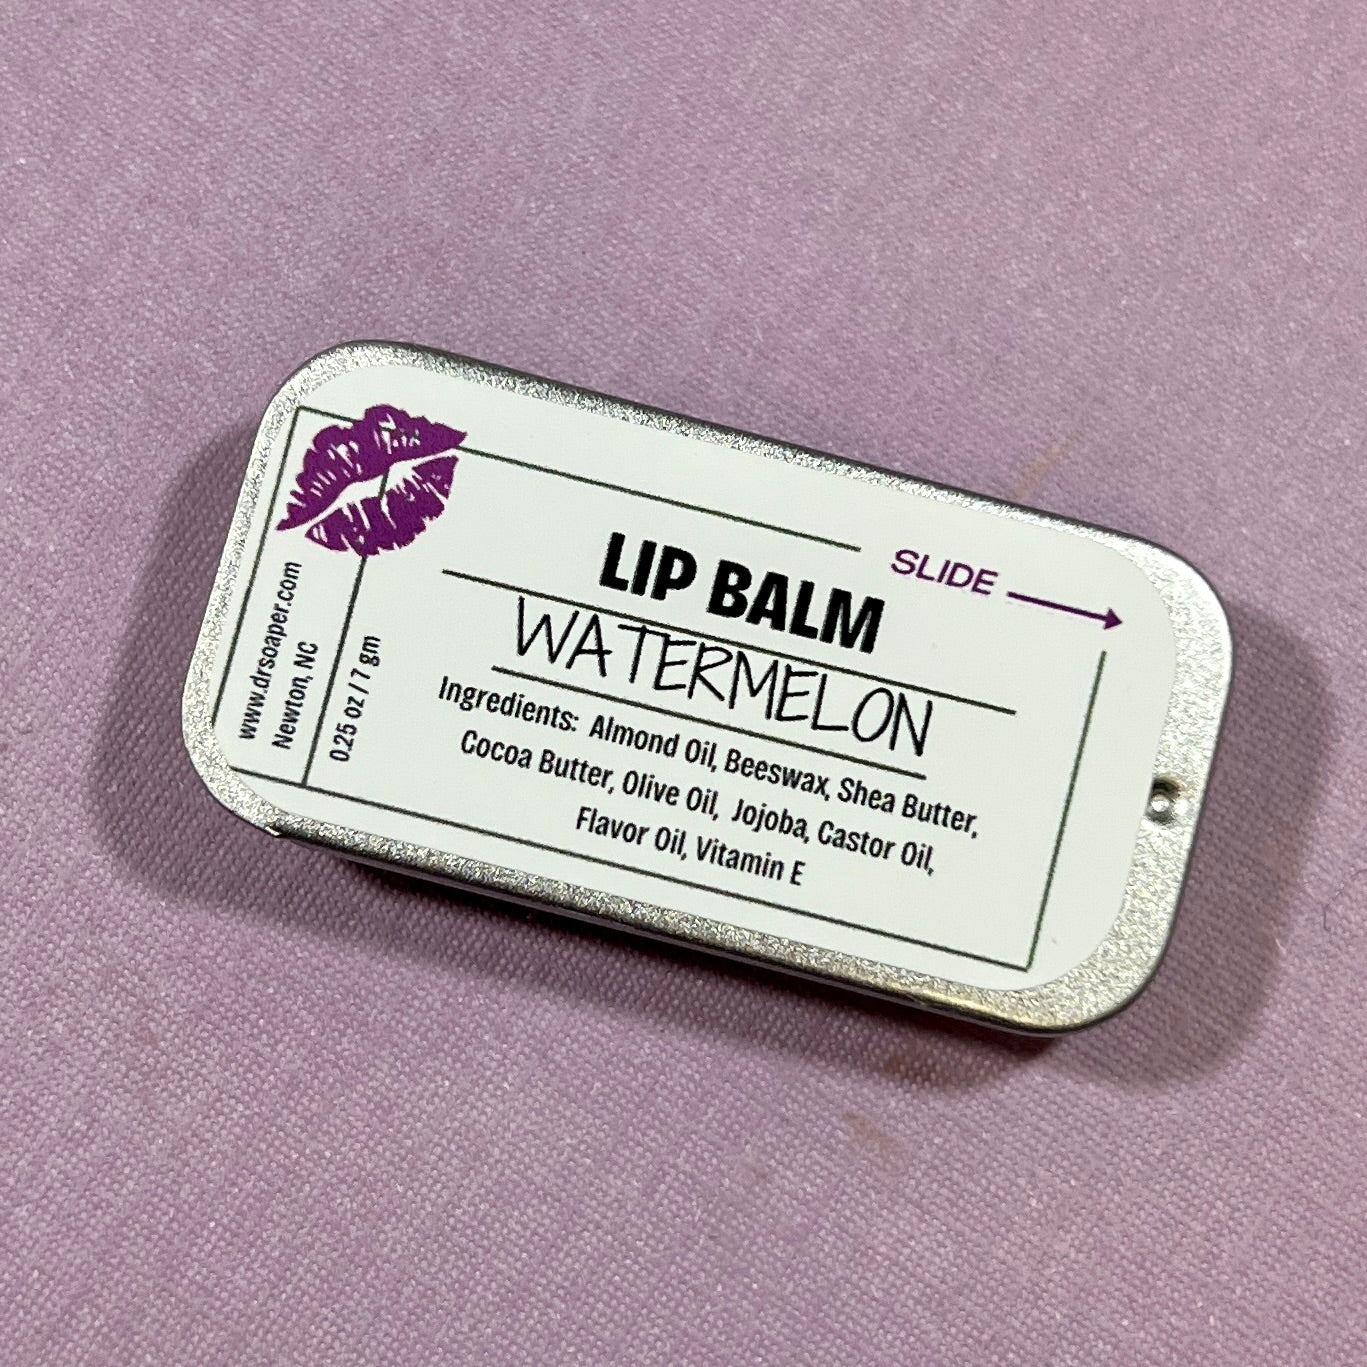 SLIDE
LIP BALM
WATERMELON
Ingredients: Almond Oil, Beeswax, Shea Butter,
Cocoa Butter, Olive Oil, Jojoba, Castor Oil,
Flavor Oil, Vitamin E
www.drsoaper.com
Newton, NC
0.25 oz / 7 gm